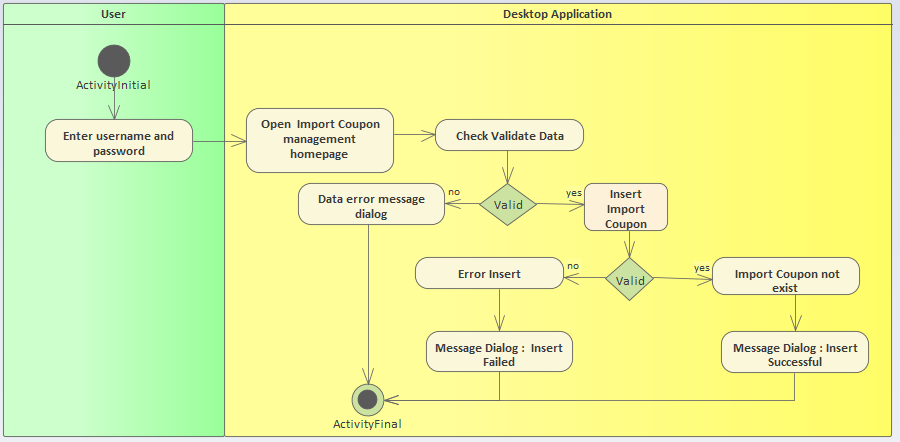 User
Desktop Application
ActivityInitial
Enter username and
password
Open  Import Coupon
management
homepage
Check Validate Data
Data error message
dialog
no
Valid
yes
Insert
Import
Coupon
Error Insert
no
Valid
yes
Import Coupon not
exist
Message Dialog :  Insert
Failed
Message Dialog : Insert
Successful
ActivityFinal